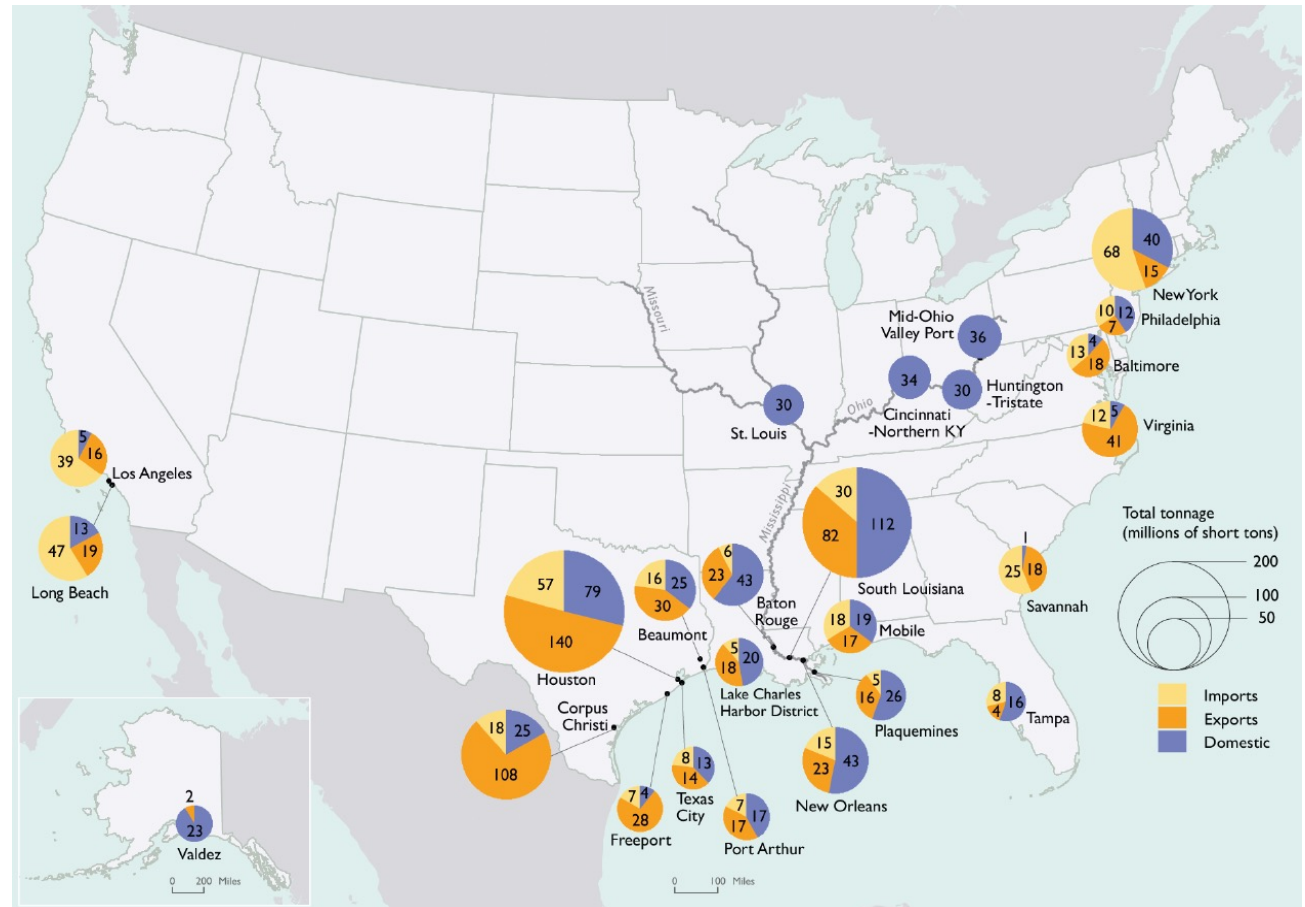 Missouri
Mississippi
Ohio
40
68
15
New York
10
12
7
Philadelphia
4
13
18
Baltimore
5
12
41
Virginia
Mid-Ohio
Valley Port
36
34
Cincinnati
-Northern KY
30
Huntington
-Tristate
30
St. Louis
5
16
39
Los Angeles
13
47
19
Long Beach
57
79
140
Houston
16
25
30
Beaumont
6
23
43
Baton
Rouge
30
112
82
South Louisiana
18
19
17
Mobile
1
25
18
Savannah
5
20
18
Lake Charles
Harbor District
5
16
26
Plaquemines
8
16
4
Tampa
Corpus
Christi
18
25
108
7
4
28
Freeport
8
13
14
Texas
City
7
17
17
Port Arthur
15
43
23
New Orleans
2
23
Valdez
0
200
Miles
0
100
Miles
Total tonnage
(millions of short tons)
200
100
50
Imports
Exports
Domestic